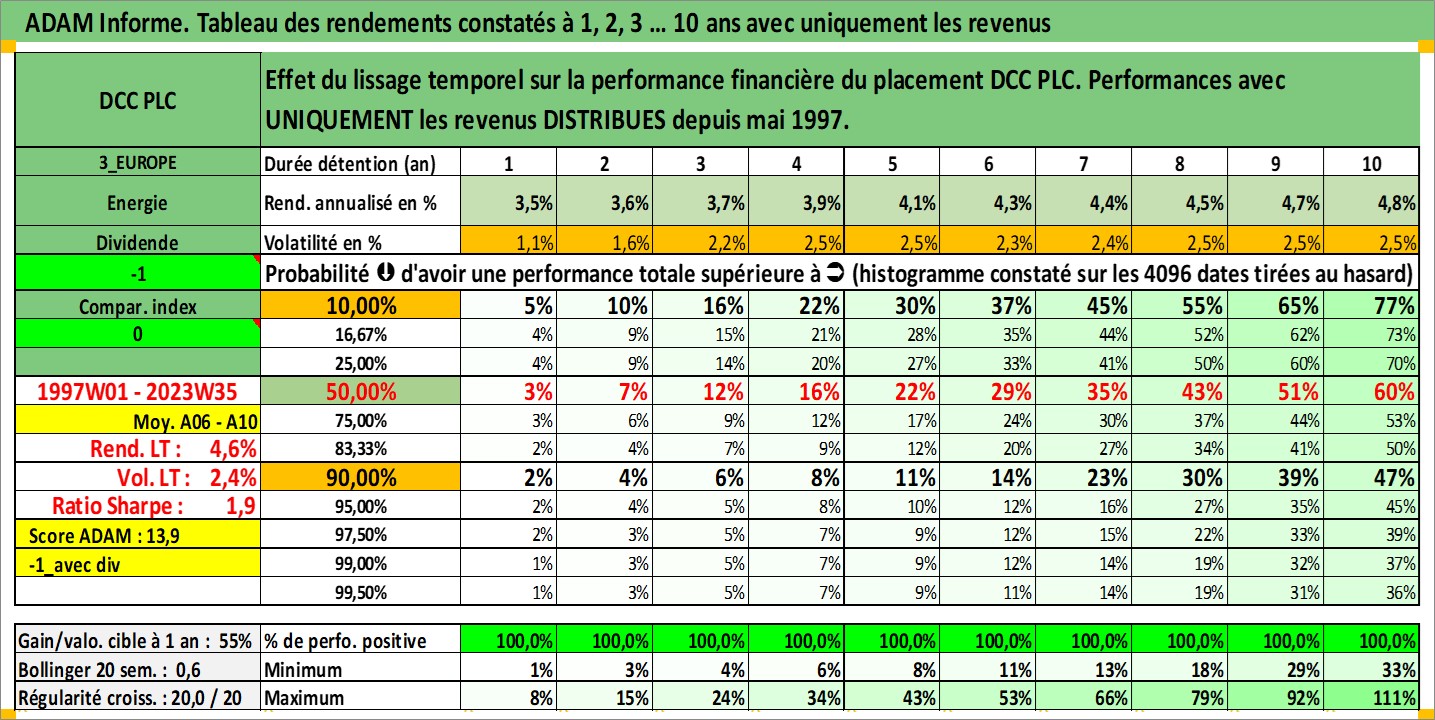 ADAM Informe. Tableau des rendements constatés à 1, 2, 3 ... 10 ans avec uniquement les revenus
DCC PLC
Effet du lissage temporel sur la performance financière du placement DCC PLC. Performances avec
UNIQUEMENT les revenus DISTRIBUES depuis mai 1997.
3_EUROPE Durée détention (an) 1 2 3 4 5 6 7 8 9 10
Energie Rend. annualisé en % 3,5% 3,6% 3,7% 3,9% 4,1% 4,3% 4,4% 4,5% 4,7% 4,8%
Dividende Volatilité en % 1,1% 1,6% 2,2% 2,5% 2,5% 2,3% 2,4% 2,5% 2,5% 2,5%
-1 Probabilité d'avoir une performance totale supérieure à (histogramme constaté sur les 4096 dates tirées au hasard)
Compar. index 10,00% 5% 10% 16% 22% 30% 37% 45% 55% 65% 77%
0 16,67% 4% 9% 15% 21% 28% 35% 44% 52% 62% 73%
25,00% 4% 9% 14% 20% 27% 33% 41% 50% 60% 70%
1997W01 - 2023W35 50,00% 3% 7% 12% 16% 22% 29% 35% 43% 51% 60%
Moy. A06 - A10 75,00% 3% 6% 9% 12% 17% 24% 30% 37% 44% 53%
Rend. LT : 4,6% 83,33% 2% 4% 7% 9% 12% 20% 27% 34% 41% 50%
Vol. LT : 2,4% 90,00% 2% 4% 6% 8% 11% 14% 23% 30% 39% 47%
Ratio Sharpe : 1,9 95,00% 2% 4% 5% 8% 10% 12% 16% 27% 35% 45%
Score ADAM : 13,9 97,50% 2% 3% 5% 7% 9% 12% 15% 22% 33% 39%
-1_avec div 99,00% 1% 3% 5% 7% 9% 12% 14% 19% 32% 37%
99,50% 1% 3% 5% 7% 9% 11% 14% 19% 31% 36%
Gain/valo. cible à 1 an : 55% % de perfo. positive 100,0% 100,0% 100,0% 100,0% 100,0% 100,0% 100,0% 100,0% 100,0% 100,0%
Bollinger 20 sem. : 0,6 Minimum 1% 3% 4% 6% 8% 11% 13% 18% 29% 33%
Régularité croiss. : 20,0 / 20 Maximum 8% 15% 24% 34% 43% 53% 66% 79% 92% 111%